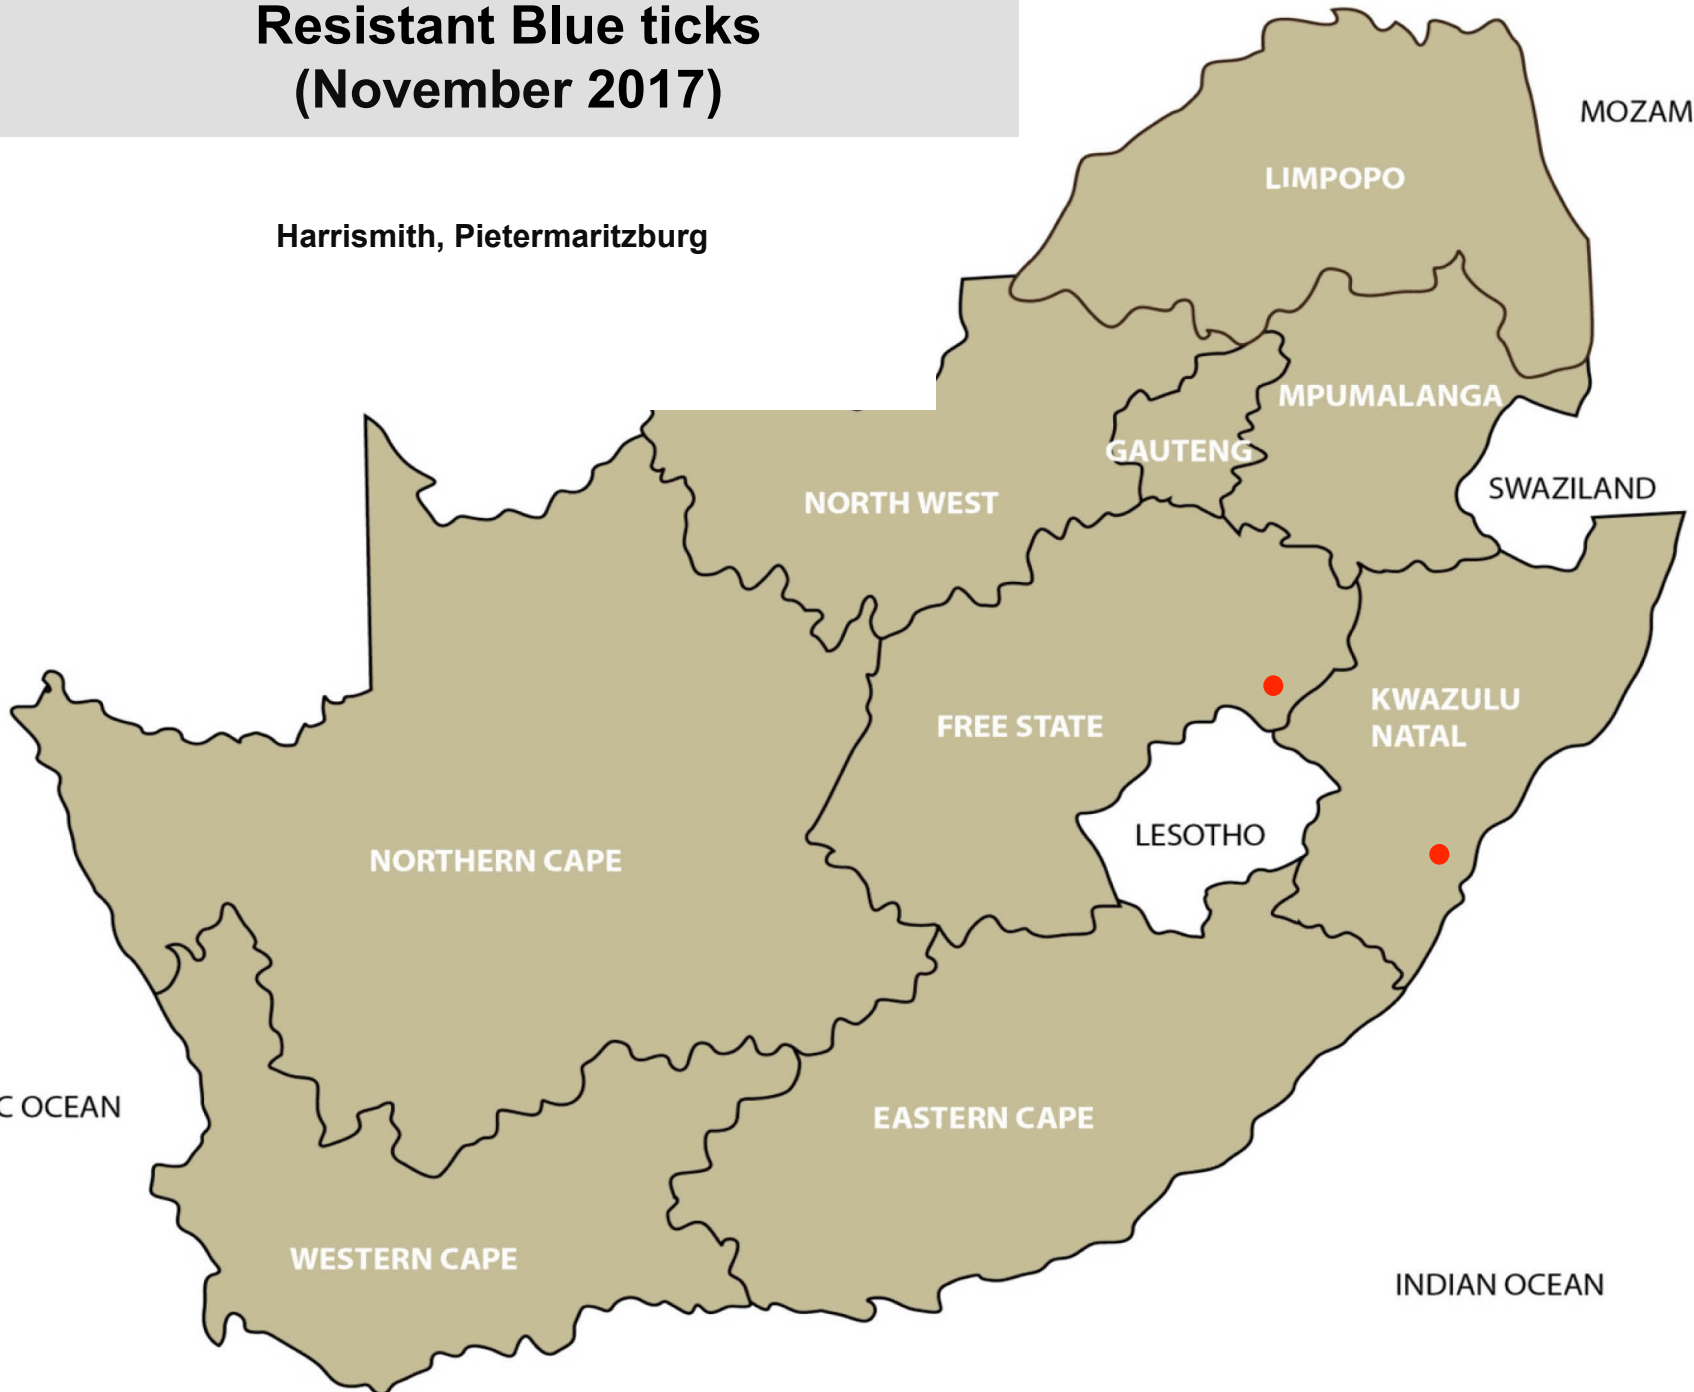 Resistant Blue ticks
(November 2017)
MOZAM
LIMPOPO
Harrismith, Pietermaritzburg
MPUMALANGA
GAUTENG
SWAZILAND
NORTH WEST
KWAZULU
NATAL
FREE STATE
LESOTHO
NORTHERN CAPE
C OCEAN
EASTERN CAPE
WESTERN CAPE
INDIAN OCEAN